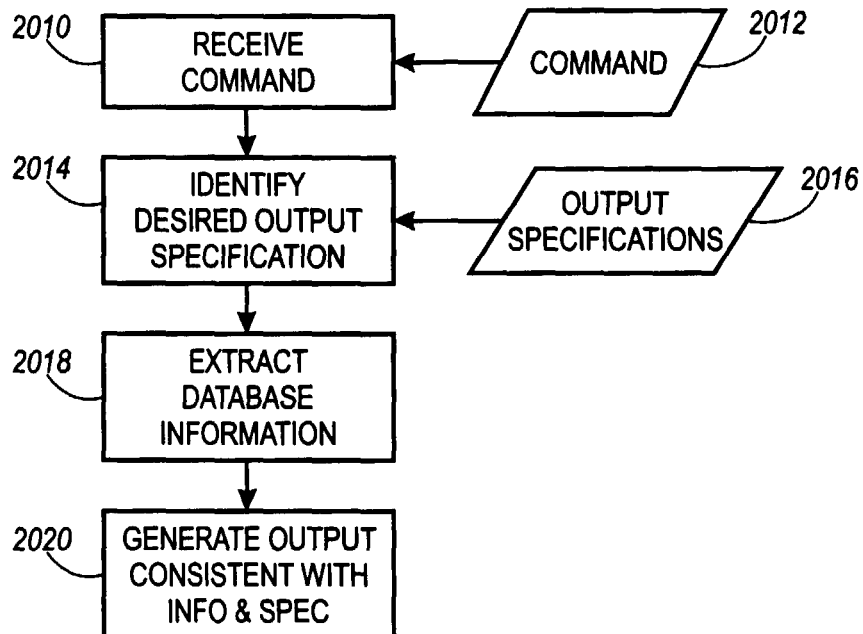 2010
RECEIVE
COMMAND
COMMAND
2012
2014
IDENTIFY
DESIRED OUTPUT
SPECIFICATION
OUTPUT
SPECIFICATIONS
2016
2018
EXTRACT
DATABASE
INFORMATION
2020
GENERATE OUTPUT
CONSISTENT WITH
INFO & SPEC